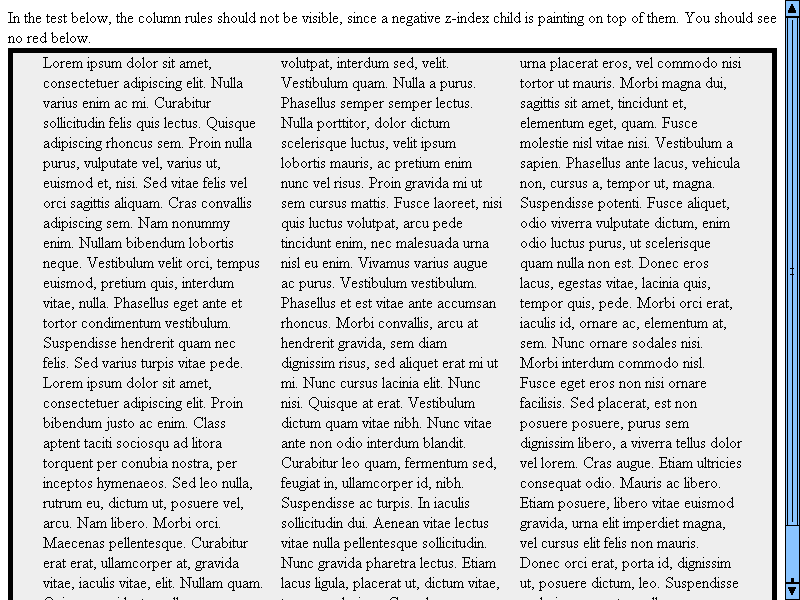 In the test below, the column rules should not be visible, since a negative z-index child is painting on top of them. You should see
no red below.
Lorem ipsum dolor sit amet,
consectetuer adipiscing elit. Nulla
varius enim ac mi. Curabitur
sollicitudin felis quis lectus. Quisque
adipiscing rhoncus sem. Proin nulla
purus, vulputate vel, varius ut,
euismod et, nisi. Sed vitae felis vel
orci sagittis aliquam. Cras convallis
adipiscing sem. Nam nonummy
enim. Nullam bibendum lobortis
neque. Vestibulum velit orci, tempus
euismod, pretium quis, interdum
vitae, nulla. Phasellus eget ante et
tortor condimentum vestibulum.
Suspendisse hendrerit quam nec
felis. Sed varius turpis vitae pede.
Lorem ipsum dolor sit amet,
consectetuer adipiscing elit. Proin
bibendum justo ac enim. Class
aptent taciti sociosqu ad litora
torquent per conubia nostra, per
inceptos hymenaeos. Sed leo nulla,
rutrum eu, dictum ut, posuere vel,
arcu. Nam libero. Morbi orci.
Maecenas pellentesque. Curabitur
erat erat, ullamcorper at, gravida
vitae, iaculis vitae, elit. Nullam quam.
volutpat, interdum sed, velit.
Vestibulum quam. Nulla a purus.
Phasellus semper semper lectus.
Nulla porttitor, dolor dictum
scelerisque luctus, velit ipsum
lobortis mauris, ac pretium enim
nunc vel risus. Proin gravida mi ut
sem cursus mattis. Fusce laoreet, nisi
quis luctus volutpat, arcu pede
tincidunt enim, nec malesuada urna
nisl eu enim. Vivamus varius augue
ac purus. Vestibulum vestibulum.
Phasellus et est vitae ante accumsan
rhoncus. Morbi convallis, arcu at
hendrerit gravida, sem diam
dignissim risus, sed aliquet erat mi ut
mi. Nunc cursus lacinia elit. Nunc
nisi. Quisque at erat. Vestibulum
dictum quam vitae nibh. Nunc vitae
ante non odio interdum blandit.
Curabitur leo quam, fermentum sed,
feugiat in, ullamcorper id, nibh.
Suspendisse ac turpis. In iaculis
sollicitudin dui. Aenean vitae lectus
vitae nulla pellentesque sollicitudin.
Nunc gravida pharetra lectus. Etiam
lacus ligula, placerat ut, dictum vitae,
urna placerat eros, vel commodo nisi
tortor ut mauris. Morbi magna dui,
sagittis sit amet, tincidunt et,
elementum eget, quam. Fusce
molestie nisl vitae nisi. Vestibulum a
sapien. Phasellus ante lacus, vehicula
non, cursus a, tempor ut, magna.
Suspendisse potenti. Fusce aliquet,
odio viverra vulputate dictum, enim
odio luctus purus, ut scelerisque
quam nulla non est. Donec eros
lacus, egestas vitae, lacinia quis,
tempor quis, pede. Morbi orci erat,
iaculis id, ornare ac, elementum at,
sem. Nunc ornare sodales nisi.
Morbi interdum commodo nisl.
Fusce eget eros non nisi ornare
facilisis. Sed placerat, est non
posuere posuere, purus sem
dignissim libero, a viverra tellus dolor
vel lorem. Cras augue. Etiam ultricies
consequat odio. Mauris ac libero.
Etiam posuere, libero vitae euismod
gravida, urna elit imperdiet magna,
vel cursus elit felis non mauris.
Donec orci erat, porta id, dignissim
ut, posuere dictum, leo. Suspendisse